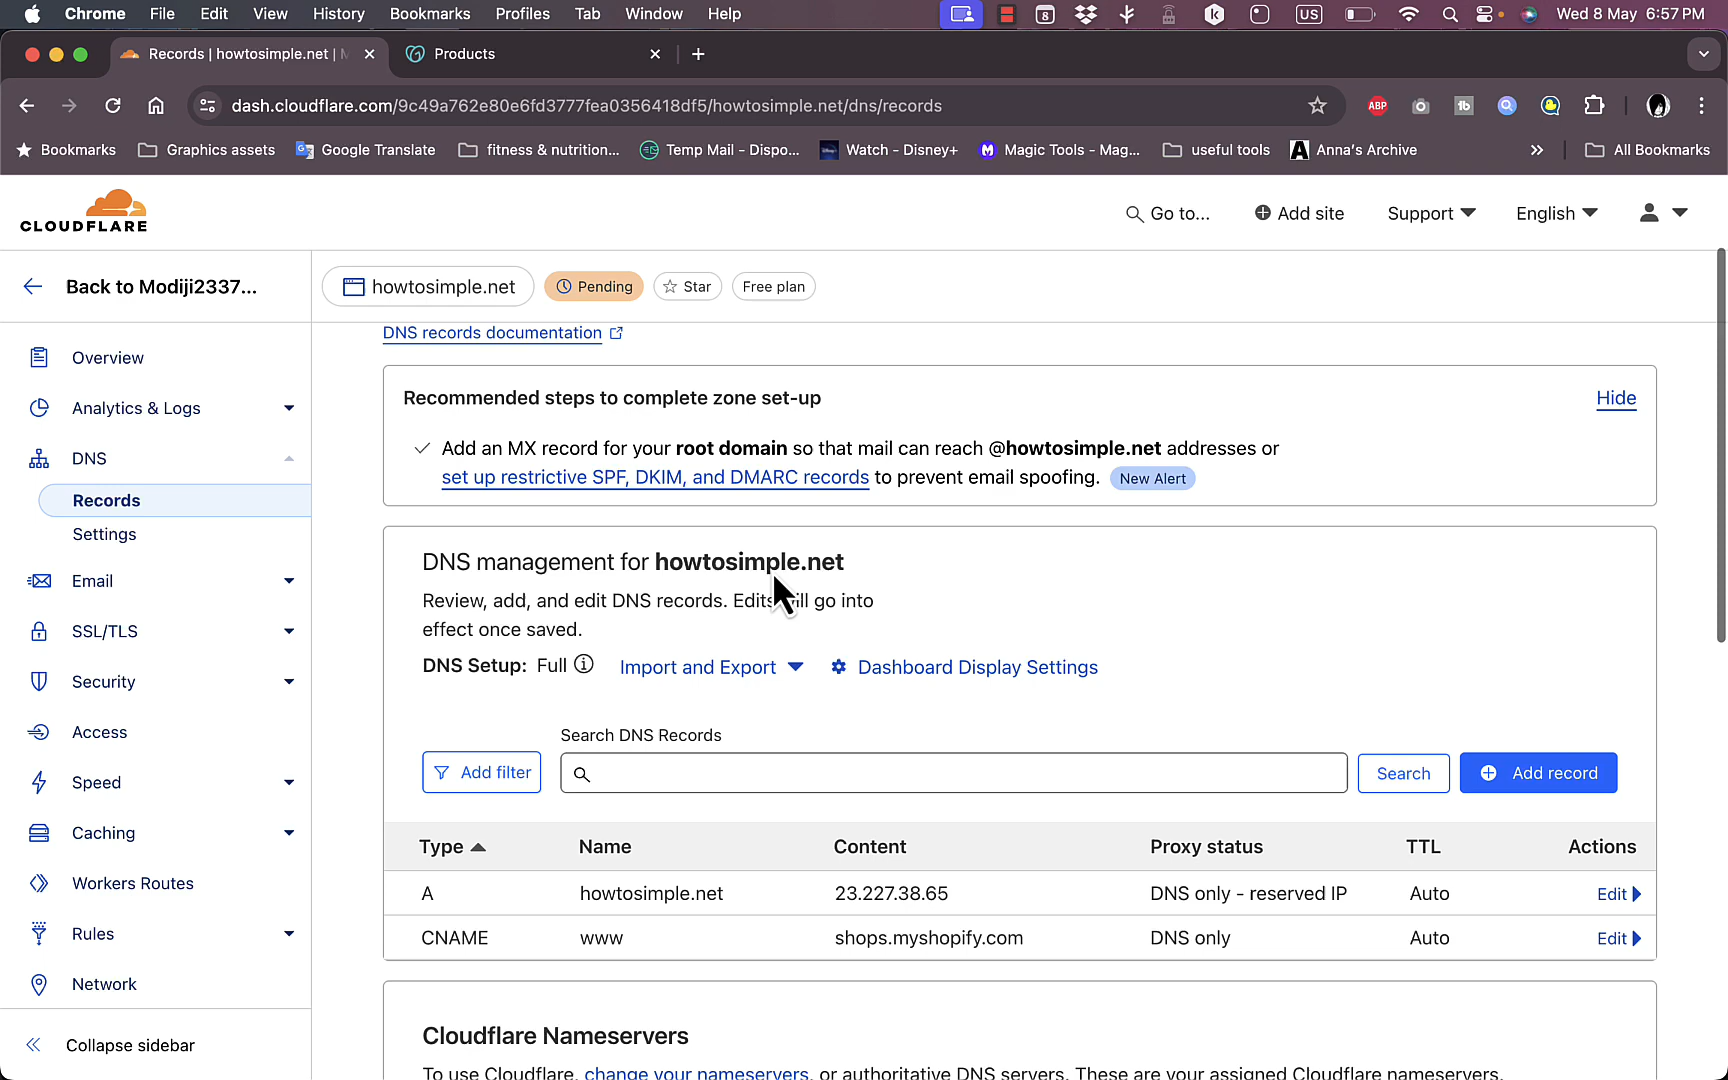 Chrome File Edit View History Bookmarks Profiles Tab Window Help US Wed 8 May 6:57 PM
Records | howtosimple.net | Products
dash.cloudflare.com/9c49a762e80e6fd3777fea0356418df5/howtosimple.net/dns/records ABP
Bookmarks Graphics assets Google Translate fitness & nutrition... Temp Mail - Dispo... Watch - Disney+ Magic Tools - Mag... useful tools Anna's Archive All Bookmarks
CLOUDFLARE
Go to... Add site Support English
Back to Modiji2337...
howtosimple.net Pending Star Free plan
Overview
Analytics & Logs
DNS
Records
Settings
Email
SSL/TLS
Security
Access
Speed
Caching
Workers Routes
Rules
Network
Collapse sidebar
DNS records documentation
Recommended steps to complete zone set-up Hide
Add an MX record for your root domain so that mail can reach @howtosimple.net addresses or
set up restrictive SPF, DKIM, and DMARC records to prevent email spoofing. New Alert
DNS management for howtosimple.net
Review, add, and edit DNS records. Edits will go into
effect once saved.
DNS Setup: Full Import and Export Dashboard Display Settings
Search DNS Records
Add filter Search Add record
Type Name Content Proxy status TTL Actions
A howtosimple.net 23.227.38.65 DNS only - reserved IP Auto Edit
CNAME www shops.myshopify.com DNS only Auto Edit
Cloudflare Nameservers
To use Cloudflare, change your nameservers, or authoritative DNS servers. These are your assigned Cloudflare nameservers.